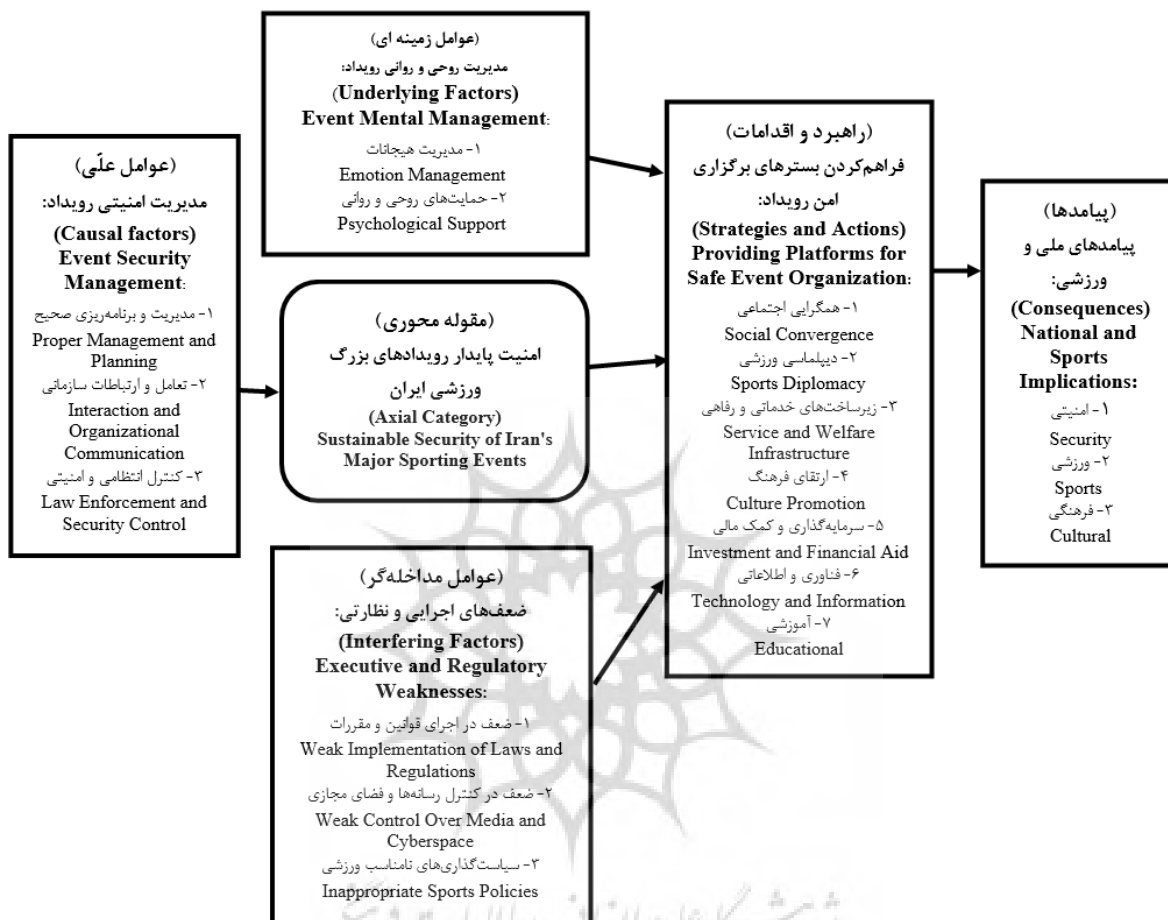 (عوامل علّی)
مدیریت امنیتی رویداد:
(Causal factors)
Event Security
Management:
۱- مدیریت و برنامه‌ریزی صحیح
Proper Management and
Planning
۲- تعامل و ارتباطات سازمانی
Interaction and
Organizational
Communication
۳- کنترل انتظامی و امنیتی
Law Enforcement and
Security Control
(عوامل زمینه ای)
مدیریت روحی و روانی رویداد:
(Underlying Factors)
Event Mental Management:
۱- مدیریت هیجانات
Emotion Management
۲- حمایت‌های روحی و روانی
Psychological Support
(مقوله محوری)
امنیت پایدار رویدادهای بزرگ
ورزشی ایران
(Axial Category)
Sustainable Security of Iran's
Major Sporting Events
(عوامل مداخله‌گر)
ضعف‌های اجرایی و نظارتی:
(Interfering Factors)
Executive and Regulatory
Weaknesses:
۱- ضعف در اجرای قوانین و مقررات
Weak Implementation of Laws and
Regulations
۲- ضعف در کنترل رسانه‌ها و فضای مجازی
Weak Control Over Media and
Cyberspace
۳- سیاست‌گذاری‌های نامناسب ورزشی
Inappropriate Sports Policies
(راهبرد و اقدامات)
فراهم‌کردن بسترهای برگزاری
امن رویداد:
(Strategies and Actions)
Providing Platforms for
Safe Event Organization:
۱- همگرایی اجتماعی
Social Convergence
۲- دیپلماسی ورزشی
Sports Diplomacy
۳- زیرساخت‌های خدماتی و رفاهی
Service and Welfare
Infrastructure
۴- ارتقای فرهنگ
Culture Promotion
۵- سرمایه‌گذاری و کمک مالی
Investment and Financial Aid
۶- فناوری و اطلاعاتی
Technology and Information
۷- آموزشی
Educational
(پیامدها)
پیامدهای ملی و
ورزشی:
(Consequences)
National and
Sports
Implications:
۱- امنیتی
Security
۲- ورزشی
Sports
۳- فرهنگی
Cultural